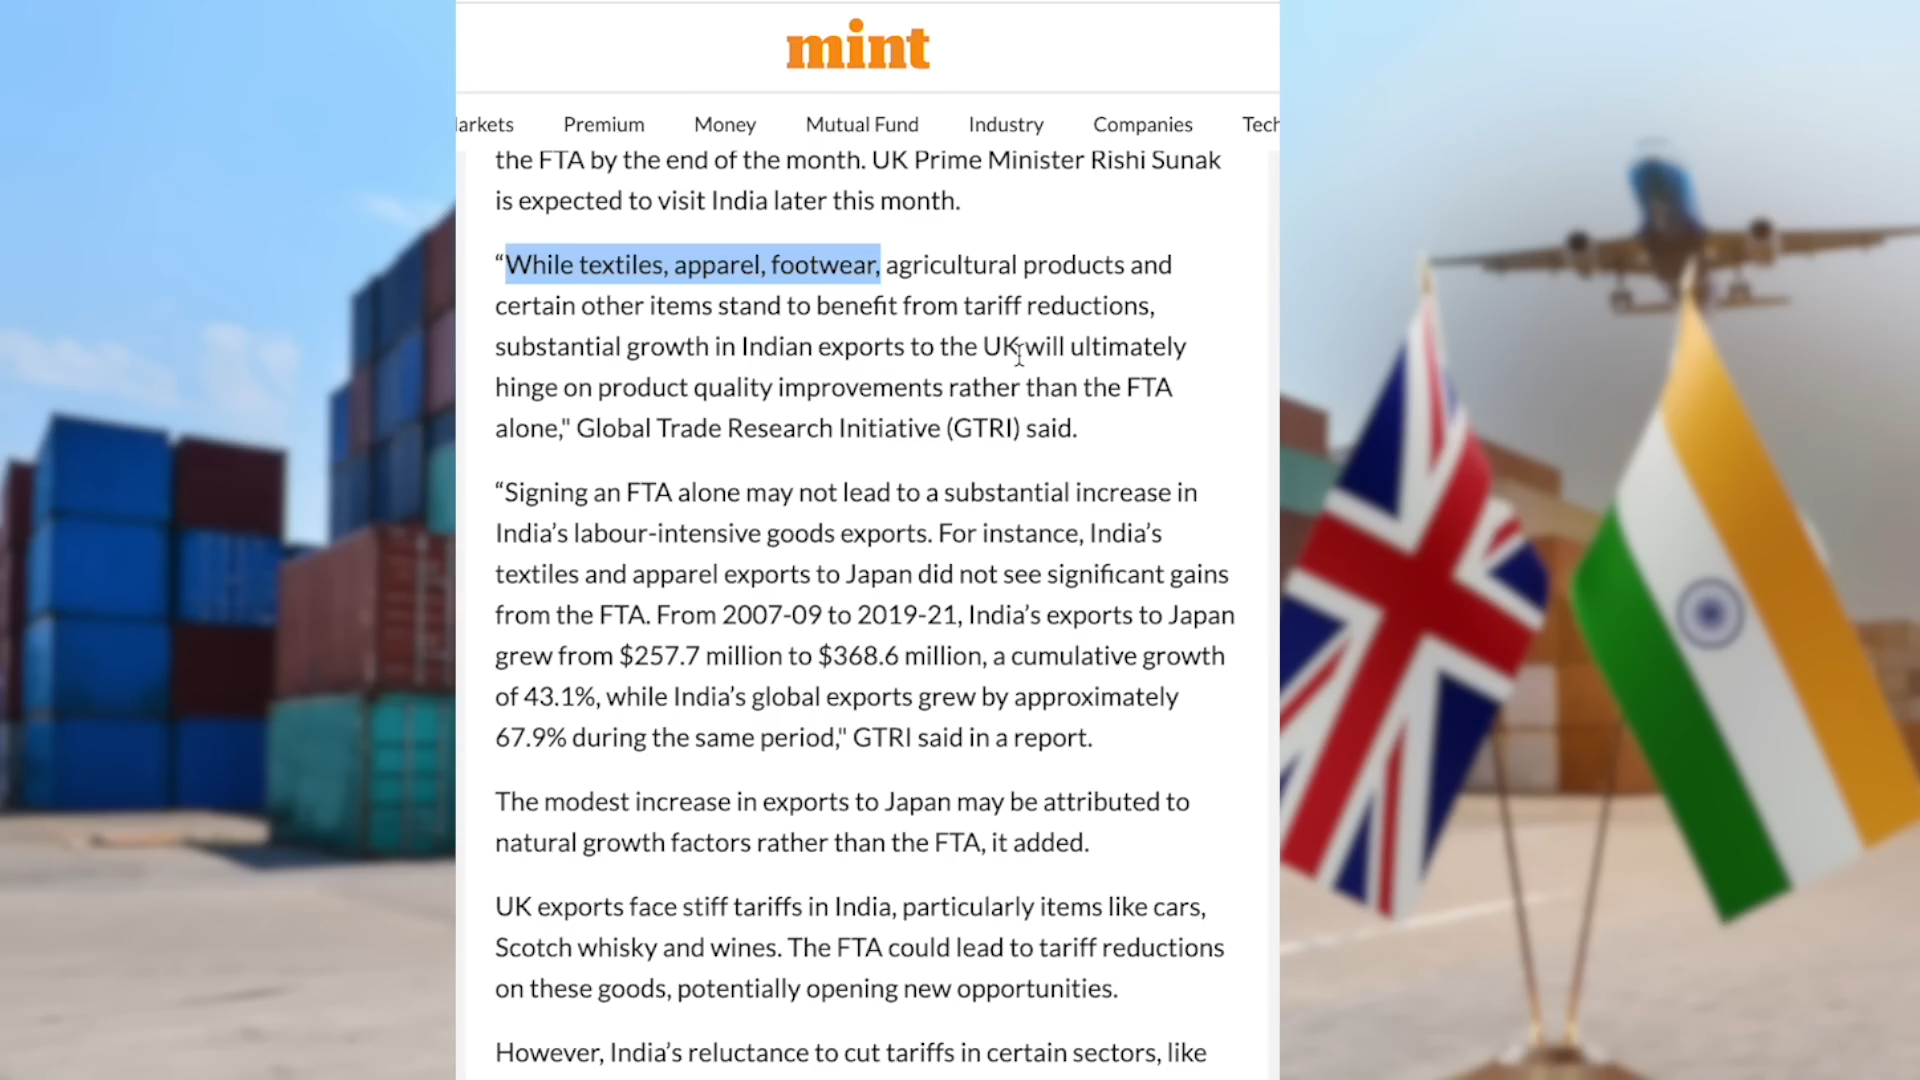 mint
arkets Premium Money Mutual Fund Industry Companies Tech
the FTA by the end of the month. UK Prime Minister Rishi Sunak
is expected to visit India later this month.
“While textiles, apparel, footwear, agricultural products and
certain other items stand to benefit from tariff reductions,
substantial growth in Indian exports to the UK will ultimately
hinge on product quality improvements rather than the FTA
alone," Global Trade Research Initiative (GTRI) said.
“Signing an FTA alone may not lead to a substantial increase in
India’s labour-intensive goods exports. For instance, India’s
textiles and apparel exports to Japan did not see significant gains
from the FTA. From 2007-09 to 2019-21, India’s exports to Japan
grew from $257.7 million to $368.6 million, a cumulative growth
of 43.1%, while India’s global exports grew by approximately
67.9% during the same period," GTRI said in a report.
The modest increase in exports to Japan may be attributed to
natural growth factors rather than the FTA, it added.
UK exports face stiff tariffs in India, particularly items like cars,
Scotch whisky and wines. The FTA could lead to tariff reductions
on these goods, potentially opening new opportunities.
However, India’s reluctance to cut tariffs in certain sectors, like